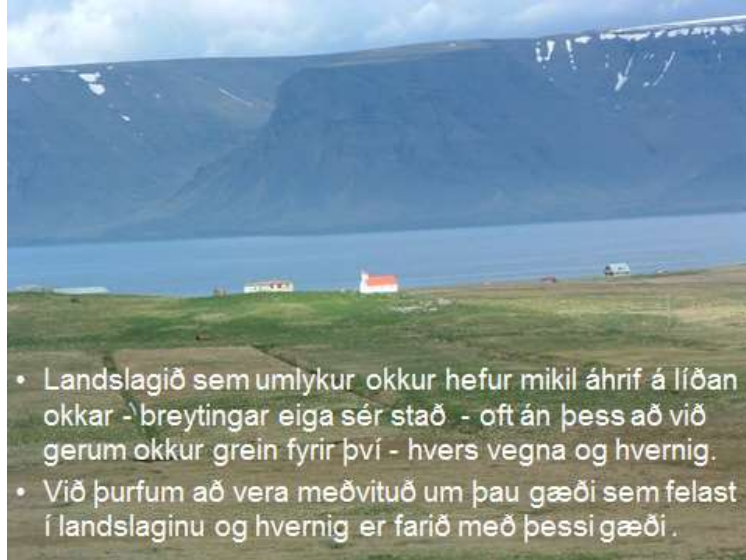 • Landslagið sem umlykur okkur hefur mikil áhrif á líðan
okkar - breytingar eiga sér stað - oft án þess að við
gerum okkur grein fyrir því - hvers vegna og hvernig.
• Við þurfum að vera meðvituð um þau gæði sem felast
í landslaginu og hvernig er farið með þessi gæði .